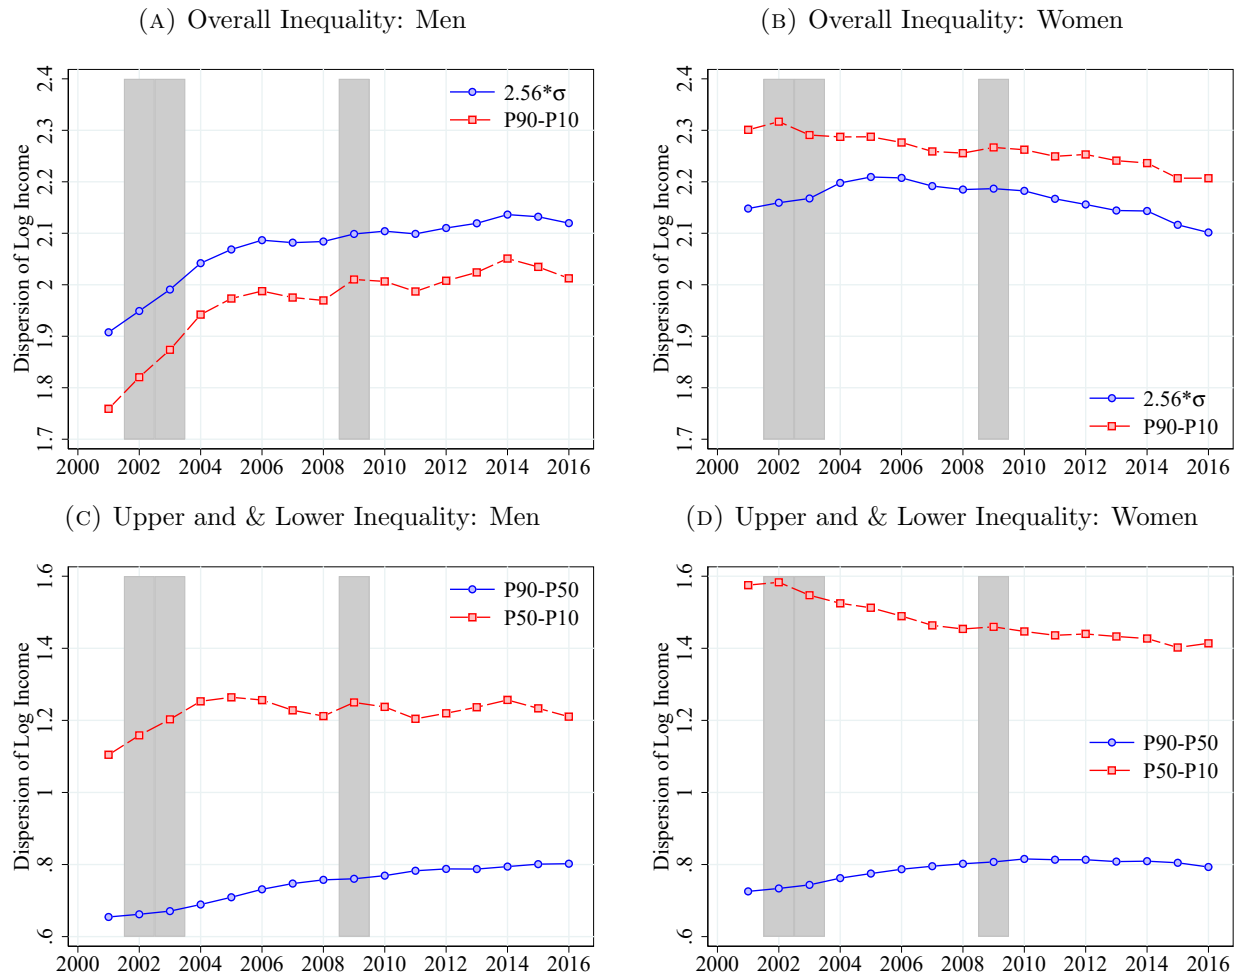 (A) Overall Inequality: Men
2.4
2.3
2.2
2.1
2
1.9
1.8
1.7
Dispersion of Log Income
2.56*σ
P90-P10
2000 2002 2004 2006 2008 2010 2012 2014 2016
(B) Overall Inequality: Women
2.4
2.3
2.2
2.1
2
1.9
1.8
1.7
Dispersion of Log Income
2.56*σ
P90-P10
2000 2002 2004 2006 2008 2010 2012 2014 2016
(C) Upper and & Lower Inequality: Men
1.6
1.4
1.2
1
.8
.6
Dispersion of Log Income
P90-P50
P50-P10
2000 2002 2004 2006 2008 2010 2012 2014 2016
(D) Upper and & Lower Inequality: Women
1.6
1.4
1.2
1
.8
.6
Dispersion of Log Income
P90-P50
P50-P10
2000 2002 2004 2006 2008 2010 2012 2014 2016